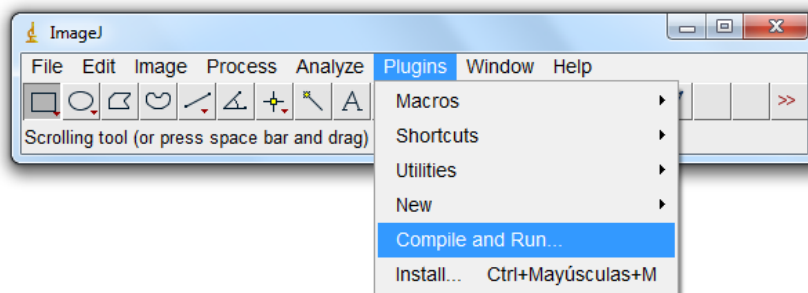 ImageJ
File Edit Image Process Analyze Plugins Window Help
A
>>
Scrolling tool (or press space bar and drag)
Macros
Shortcuts
Utilities
New
Compile and Run...
Install... Ctrl+Mayúsculas+M